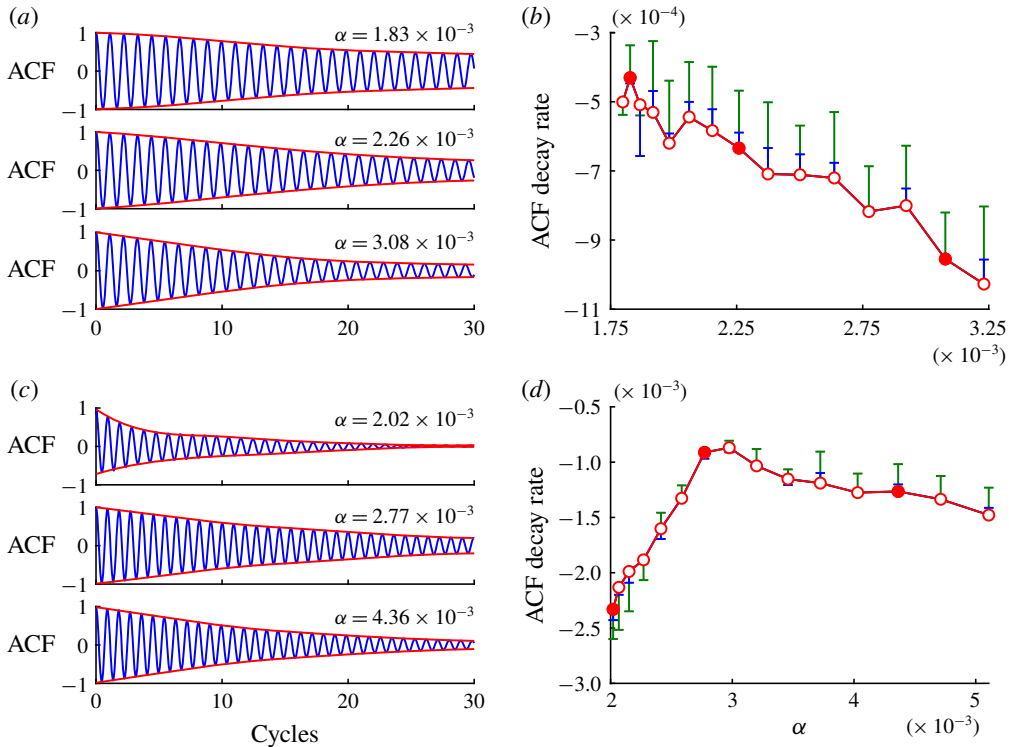 (a)
α = 1.83 × 10⁻³
ACF
1
0
−1
α = 2.26 × 10⁻³
ACF
1
0
−1
α = 3.08 × 10⁻³
ACF
1
0
−1
0 10 20 30
(b)
(× 10⁻⁴)
ACF decay rate
−3
−5
−7
−9
−11
1.75 2.25 2.75 3.25
(× 10⁻³)
(c)
α = 2.02 × 10⁻³
ACF
1
0
−1
α = 2.77 × 10⁻³
ACF
1
0
−1
α = 4.36 × 10⁻³
ACF
1
0
−1
0 10 20 30
Cycles
(d)
(× 10⁻³)
ACF decay rate
−0.5
−1.0
−1.5
−2.0
−2.5
−3.0
2 3 4 5
α (× 10⁻³)